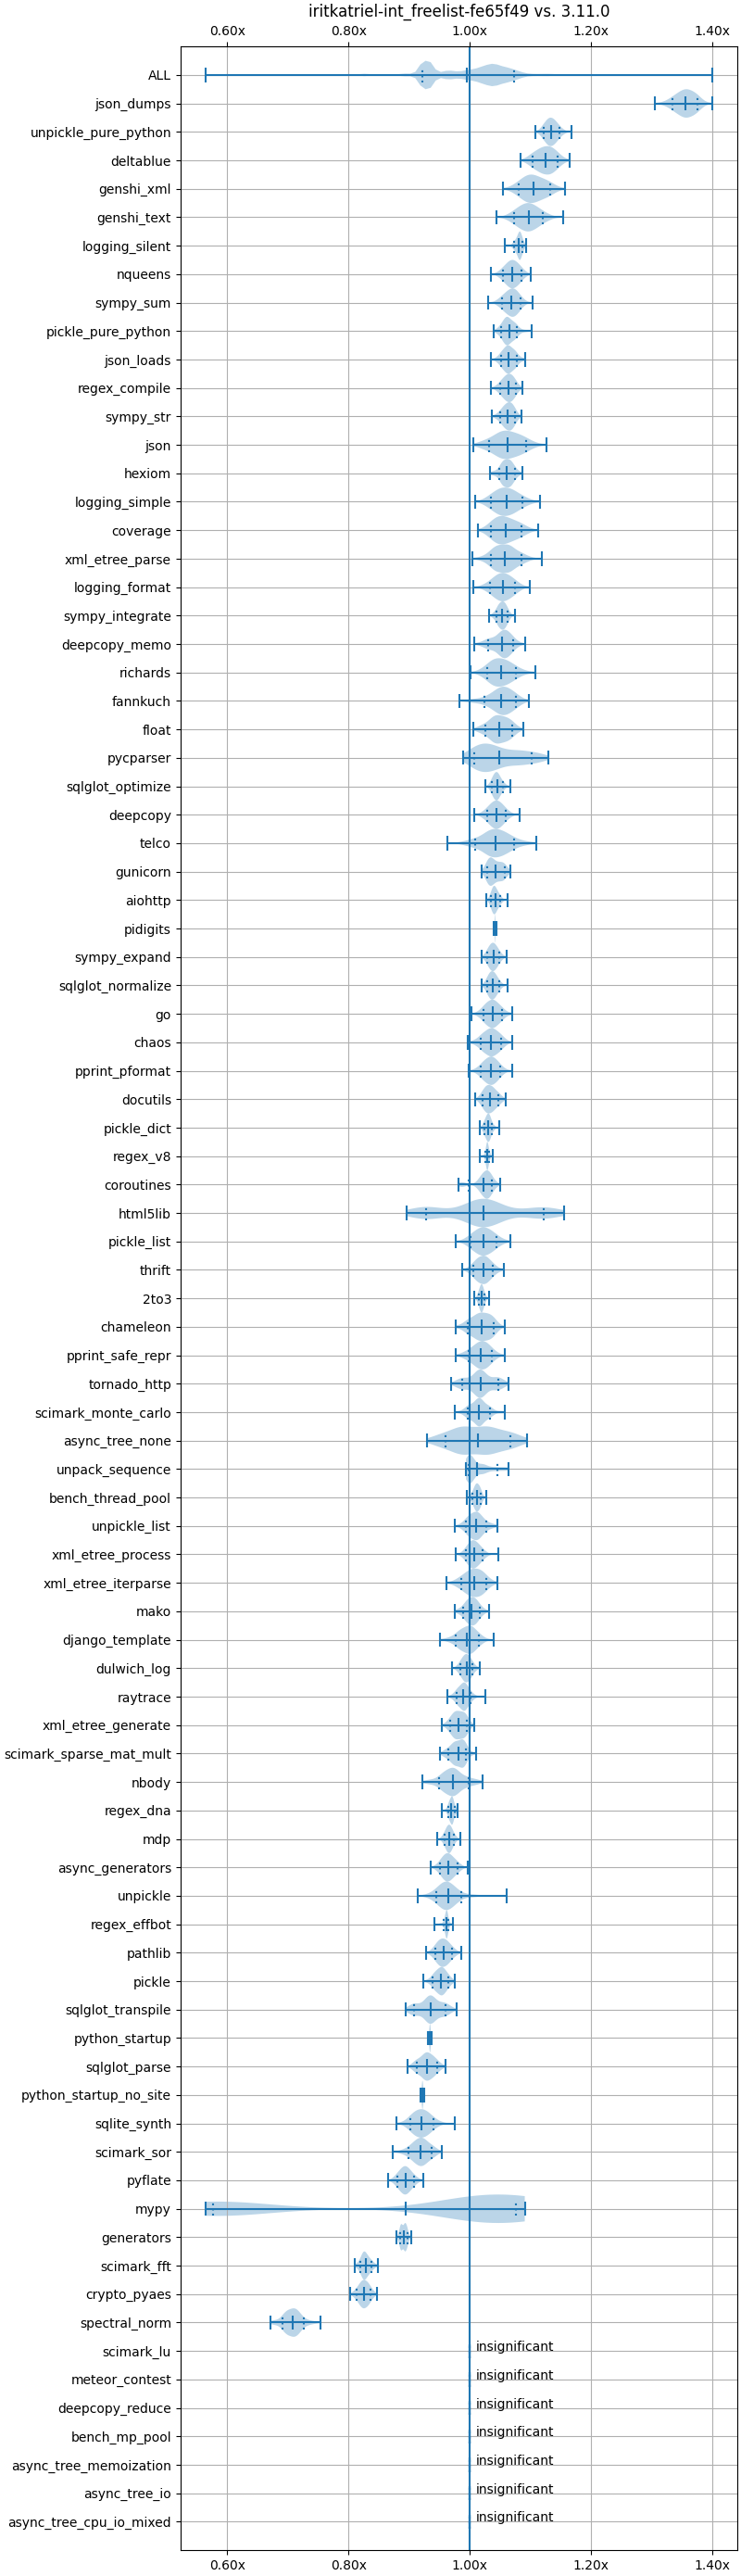 iritkatriel-int_freelist-fe65f49 vs. 3.11.0
0.60x 0.80x 1.00x 1.20x 1.40x
ALL
json_dumps
unpickle_pure_python
deltablue
genshi_xml
genshi_text
logging_silent
nqueens
sympy_sum
pickle_pure_python
json_loads
regex_compile
sympy_str
json
hexiom
logging_simple
coverage
xml_etree_parse
logging_format
sympy_integrate
deepcopy_memo
richards
fannkuch
float
pycparser
sqlglot_optimize
deepcopy
telco
gunicorn
aiohttp
pidigits
sympy_expand
sqlglot_normalize
go
chaos
pprint_pformat
docutils
pickle_dict
regex_v8
coroutines
html5lib
pickle_list
thrift
2to3
chameleon
pprint_safe_repr
tornado_http
scimark_monte_carlo
async_tree_none
unpack_sequence
bench_thread_pool
unpickle_list
xml_etree_process
xml_etree_iterparse
mako
django_template
dulwich_log
raytrace
xml_etree_generate
scimark_sparse_mat_mult
nbody
regex_dna
mdp
async_generators
unpickle
regex_effbot
pathlib
pickle
sqlglot_transpile
python_startup
sqlglot_parse
python_startup_no_site
sqlite_synth
scimark_sor
pyflate
mypy
generators
scimark_fft
crypto_pyaes
spectral_norm
scimark_lu insignificant
meteor_contest insignificant
deepcopy_reduce insignificant
bench_mp_pool insignificant
async_tree_memoization insignificant
async_tree_io insignificant
async_tree_cpu_io_mixed insignificant
0.60x 0.80x 1.00x 1.20x 1.40x